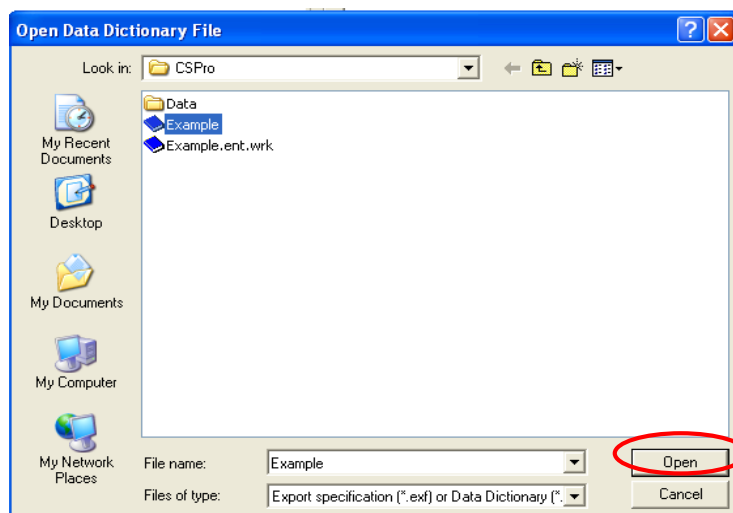 Open Data Dictionary File
Look in:
CSPro
Data
Example
Example.ent.wrk
My Recent
Documents
Desktop
My Documents
My Computer
My Network
Places
File name:
Example
Open
Files of type:
Export specification (*.exf) or Data Dictionary (*.
Cancel